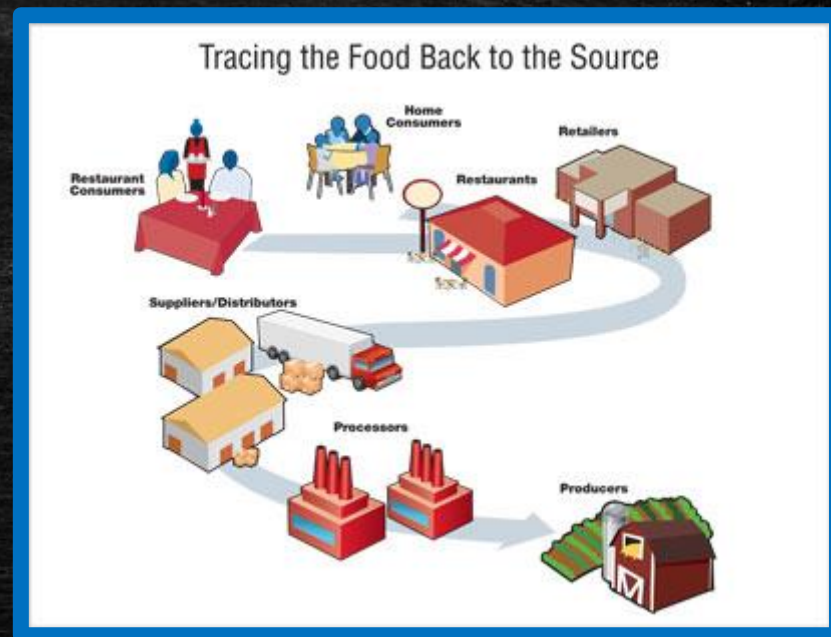 Tracing the Food Back to the Source
Home
Consumers
Retailers
Restaurant
Consumers
Restaurants
Suppliers/Distributors
Processors
Producers